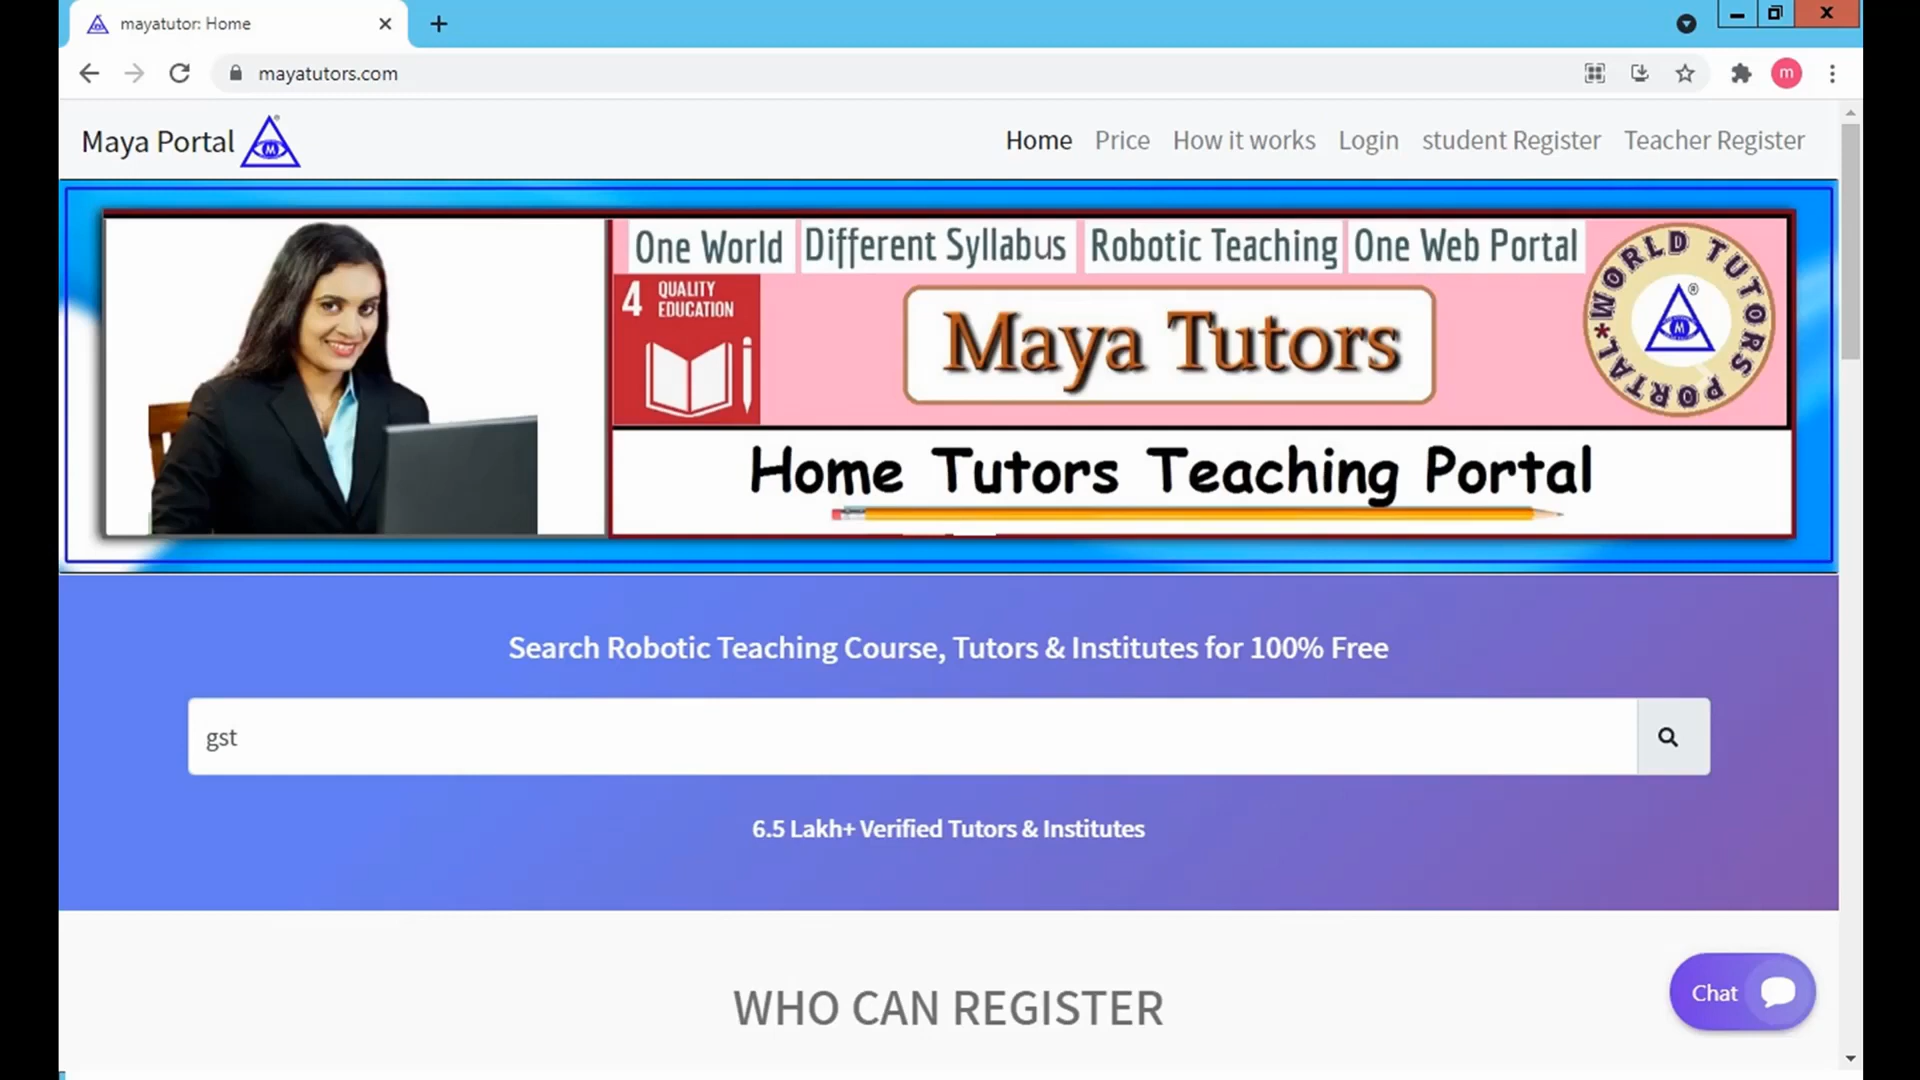 mayatutor: Home
mayatutors.com
m
Maya Portal
M
Home Price How it works Login student Register Teacher Register
One World Different Syllabus Robotic Teaching One Web Portal
4 QUALITY EDUCATION
Maya Tutors
*WORLD TUTORS PORTAL*
M
Home Tutors Teaching Portal
Search Robotic Teaching Course, Tutors & Institutes for 100% Free
gst
6.5 Lakh+ Verified Tutors & Institutes
WHO CAN REGISTER
Chat